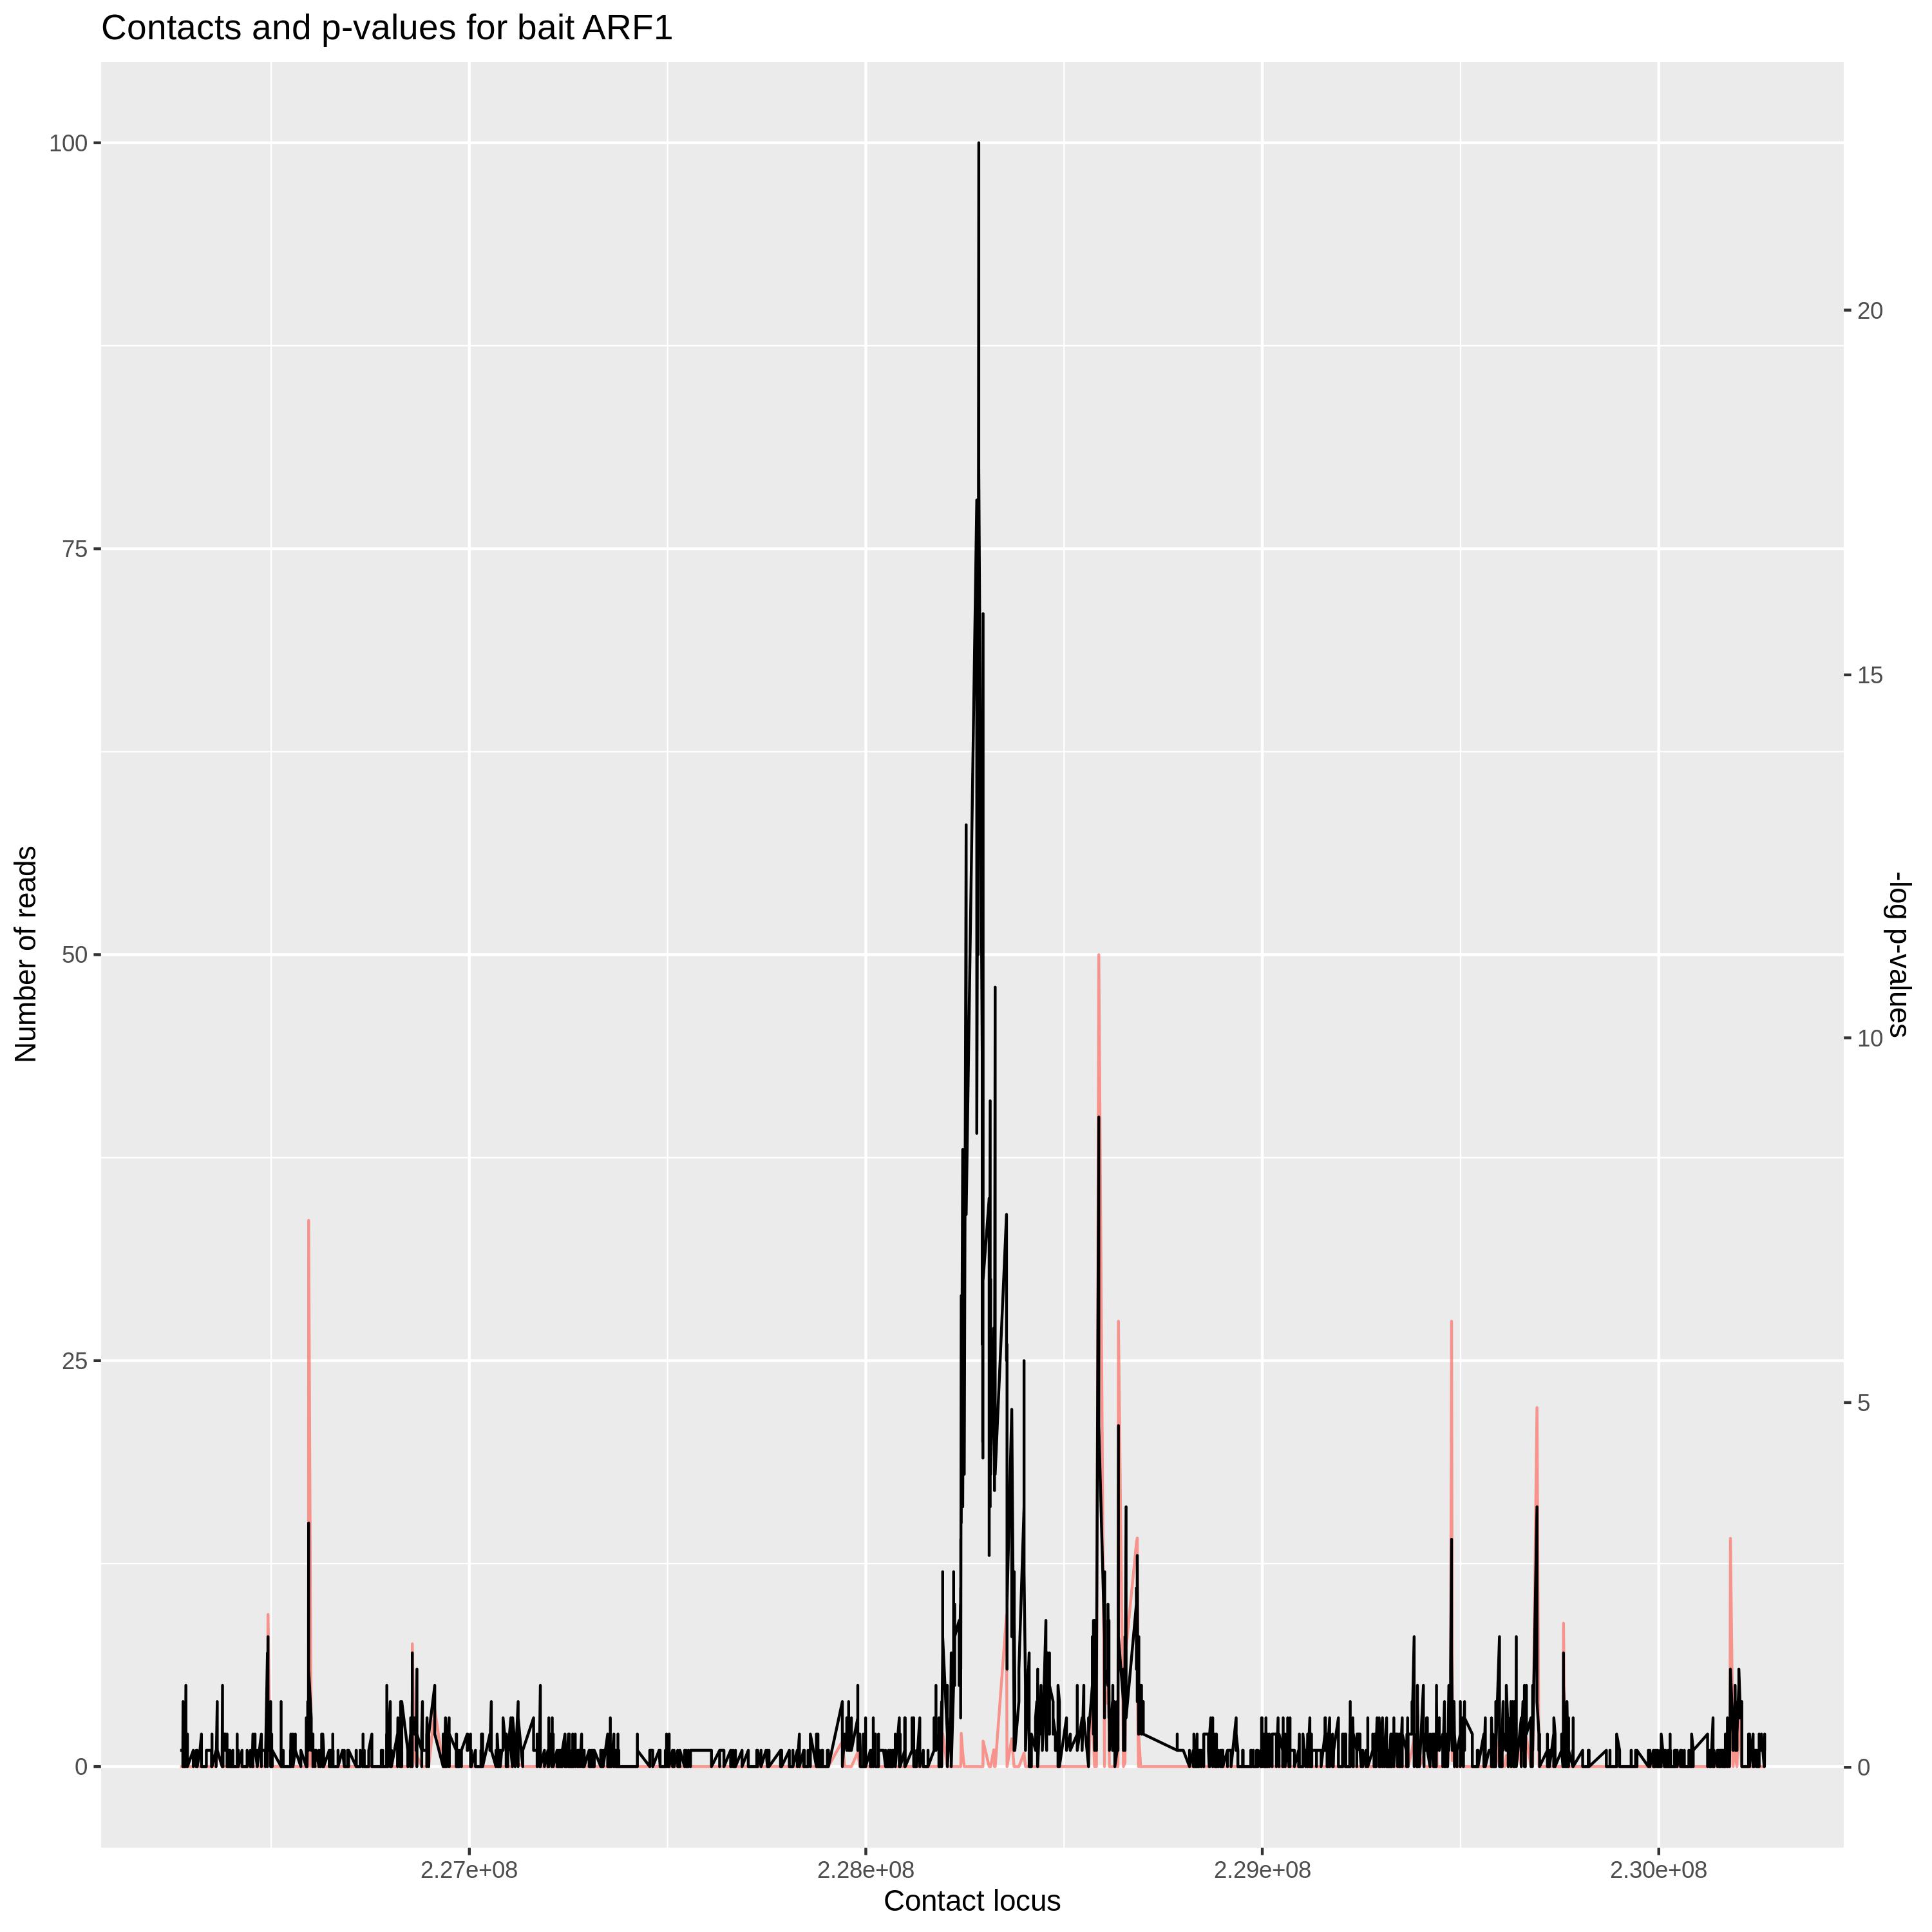 Contacts and p-values for bait ARF1
100
75
50
25
0
Number of reads
20
15
10
5
0
-log p-values
2.27e+08
2.28e+08
2.29e+08
2.30e+08
Contact locus